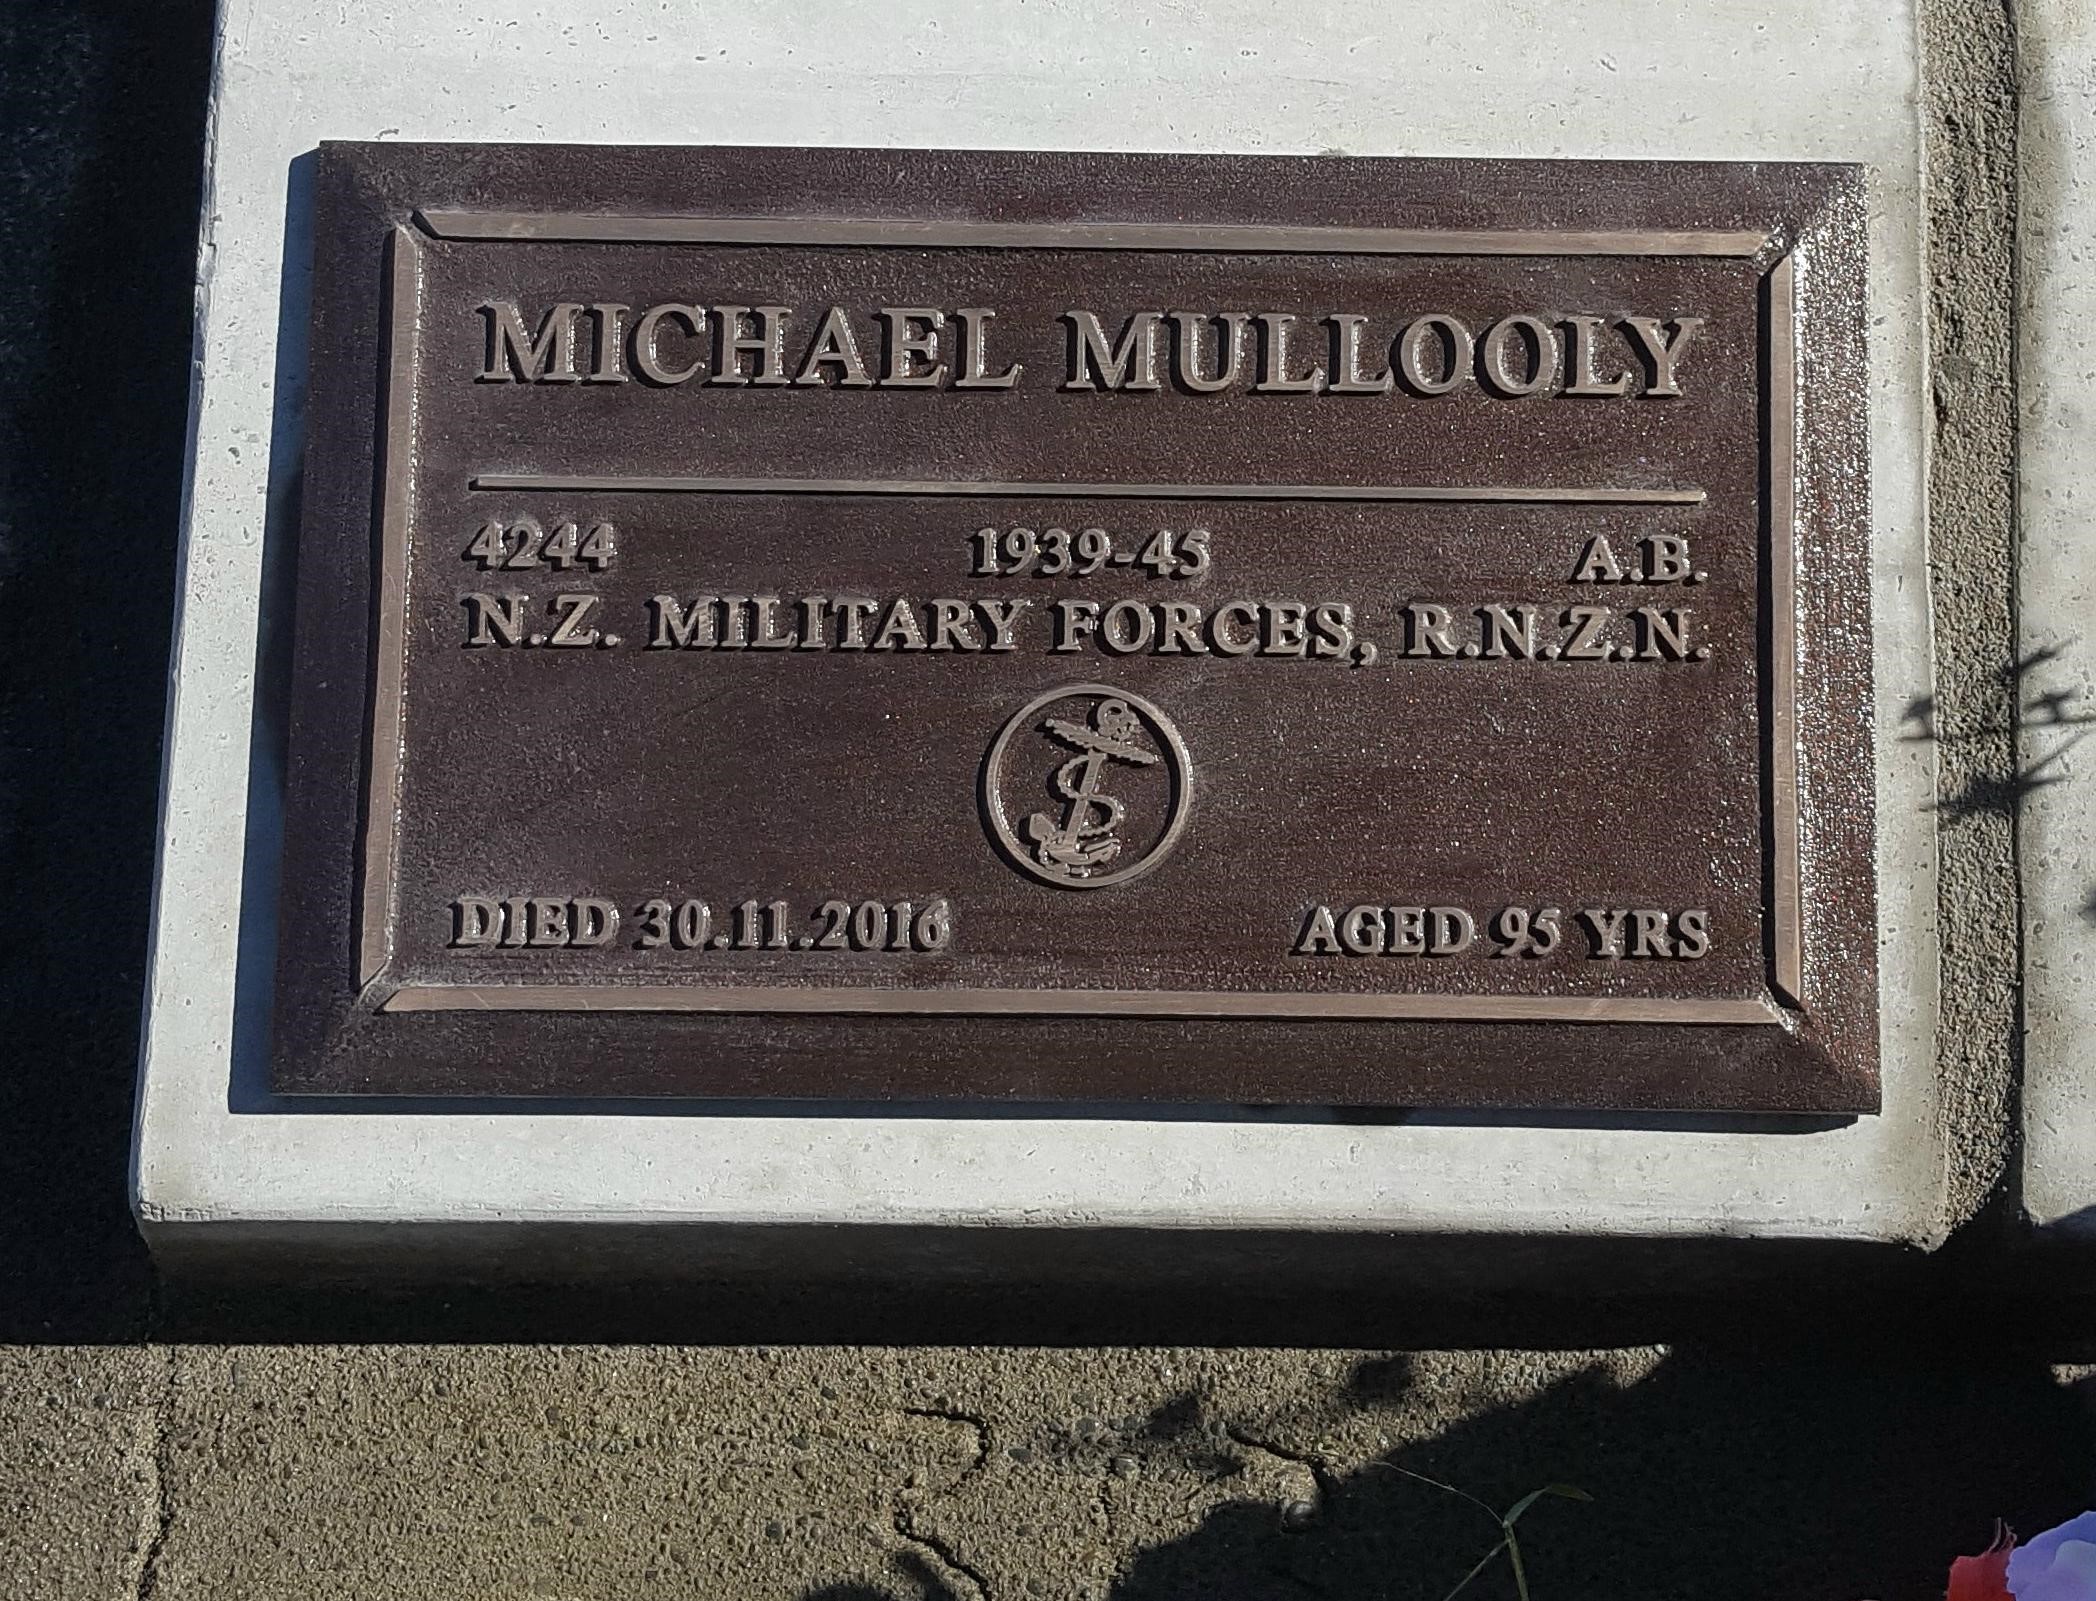 MICHAEL MULLOOLY
4244 1939-45 A.B.
N.Z. MILITARY FORCES, R.N.Z.N.
DIED 30.11.2016 AGED 95 YRS